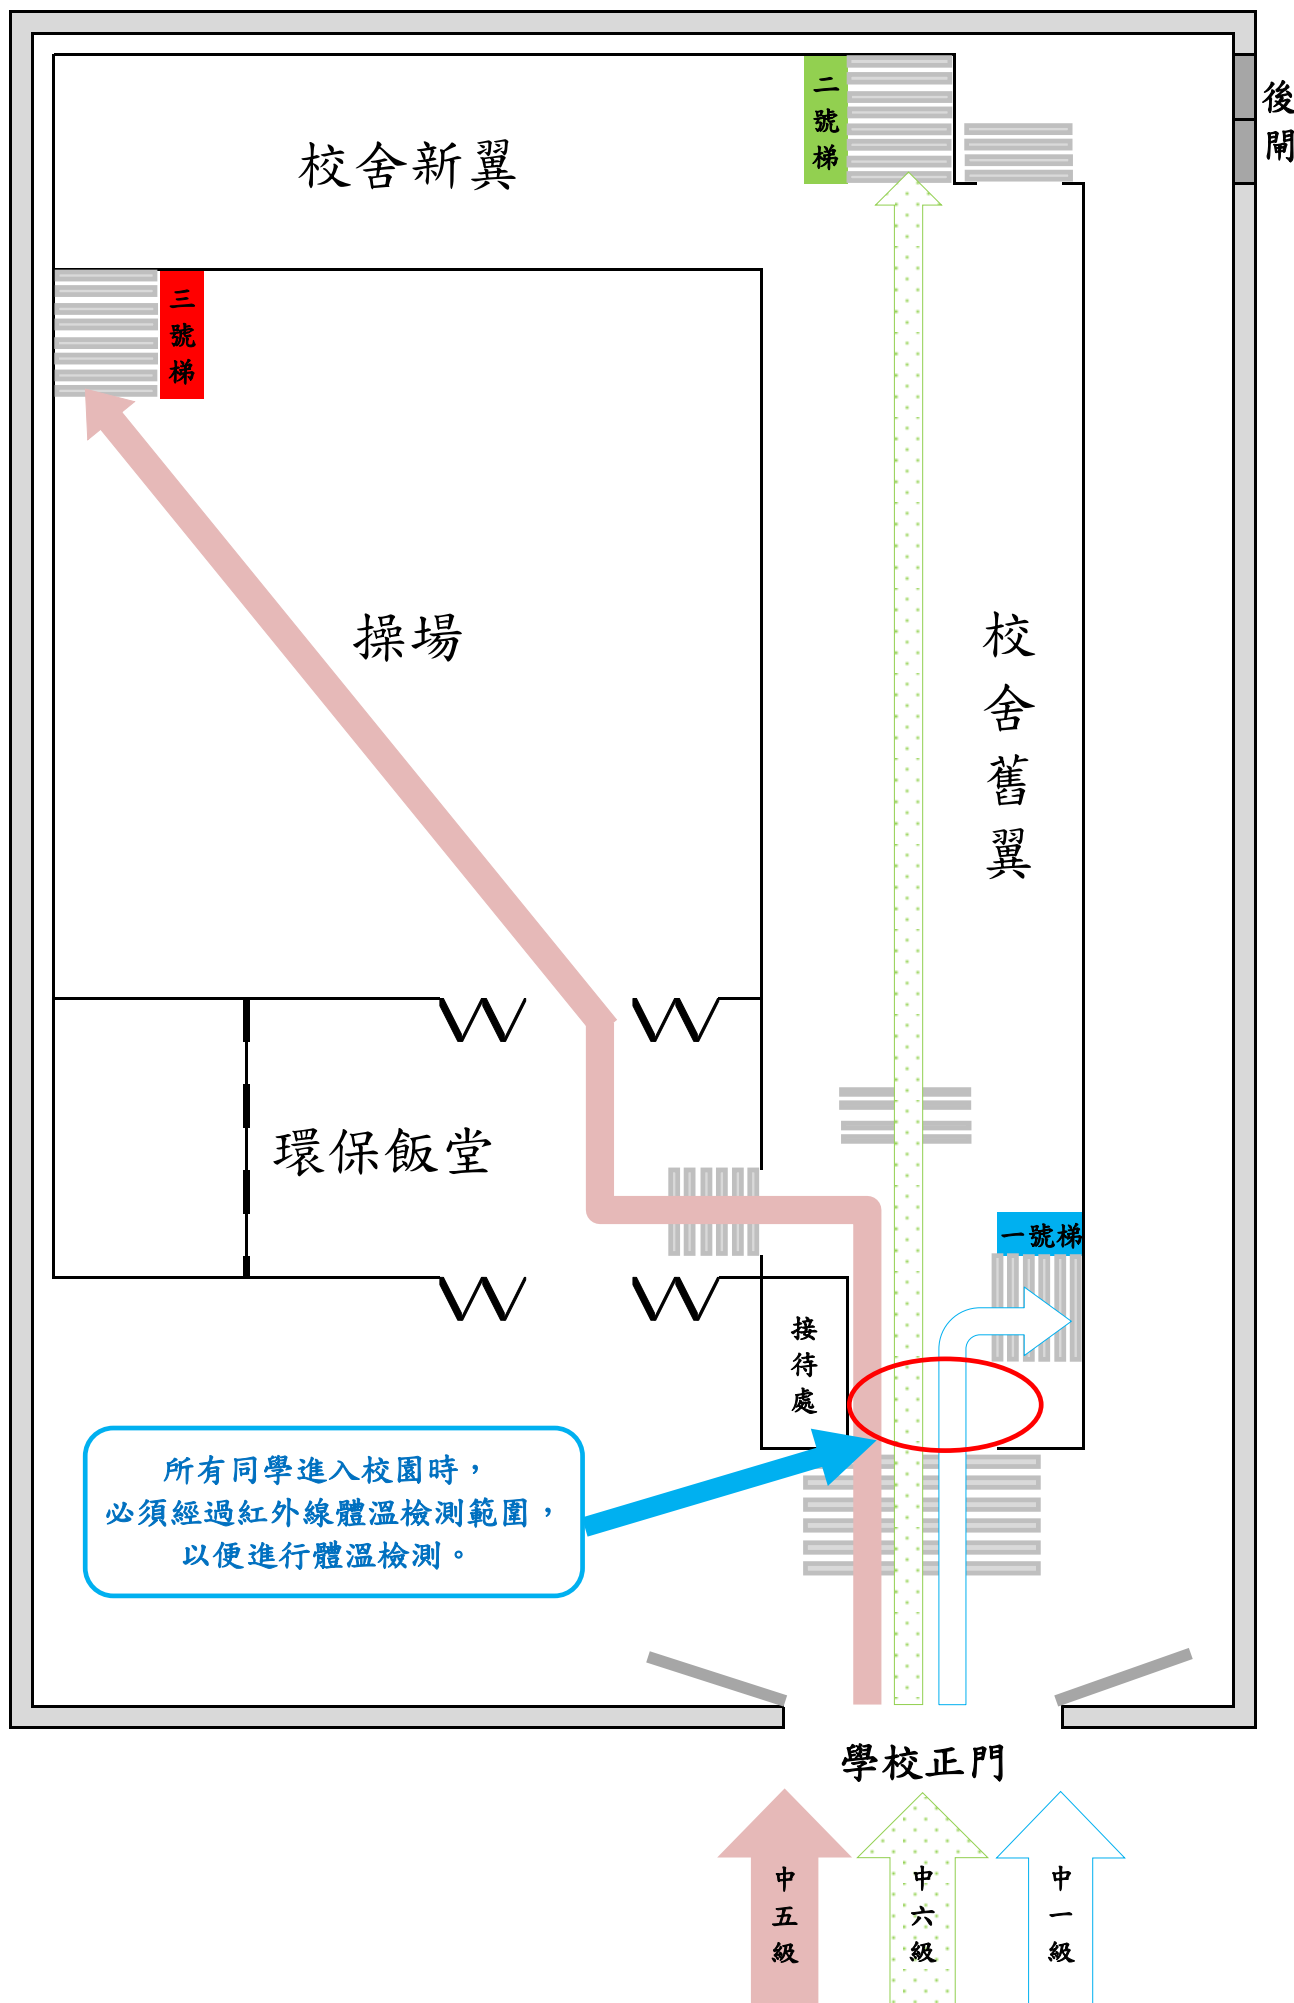 二號梯
後閘
校舍新翼
三號梯
操場
校舍舊翼
環保飯堂
一號梯
接待處
所有同學進入校園時，
必須經過紅外線體溫檢測範圍，
以便進行體溫檢測。
學校正門
中五級
中六級
中一級